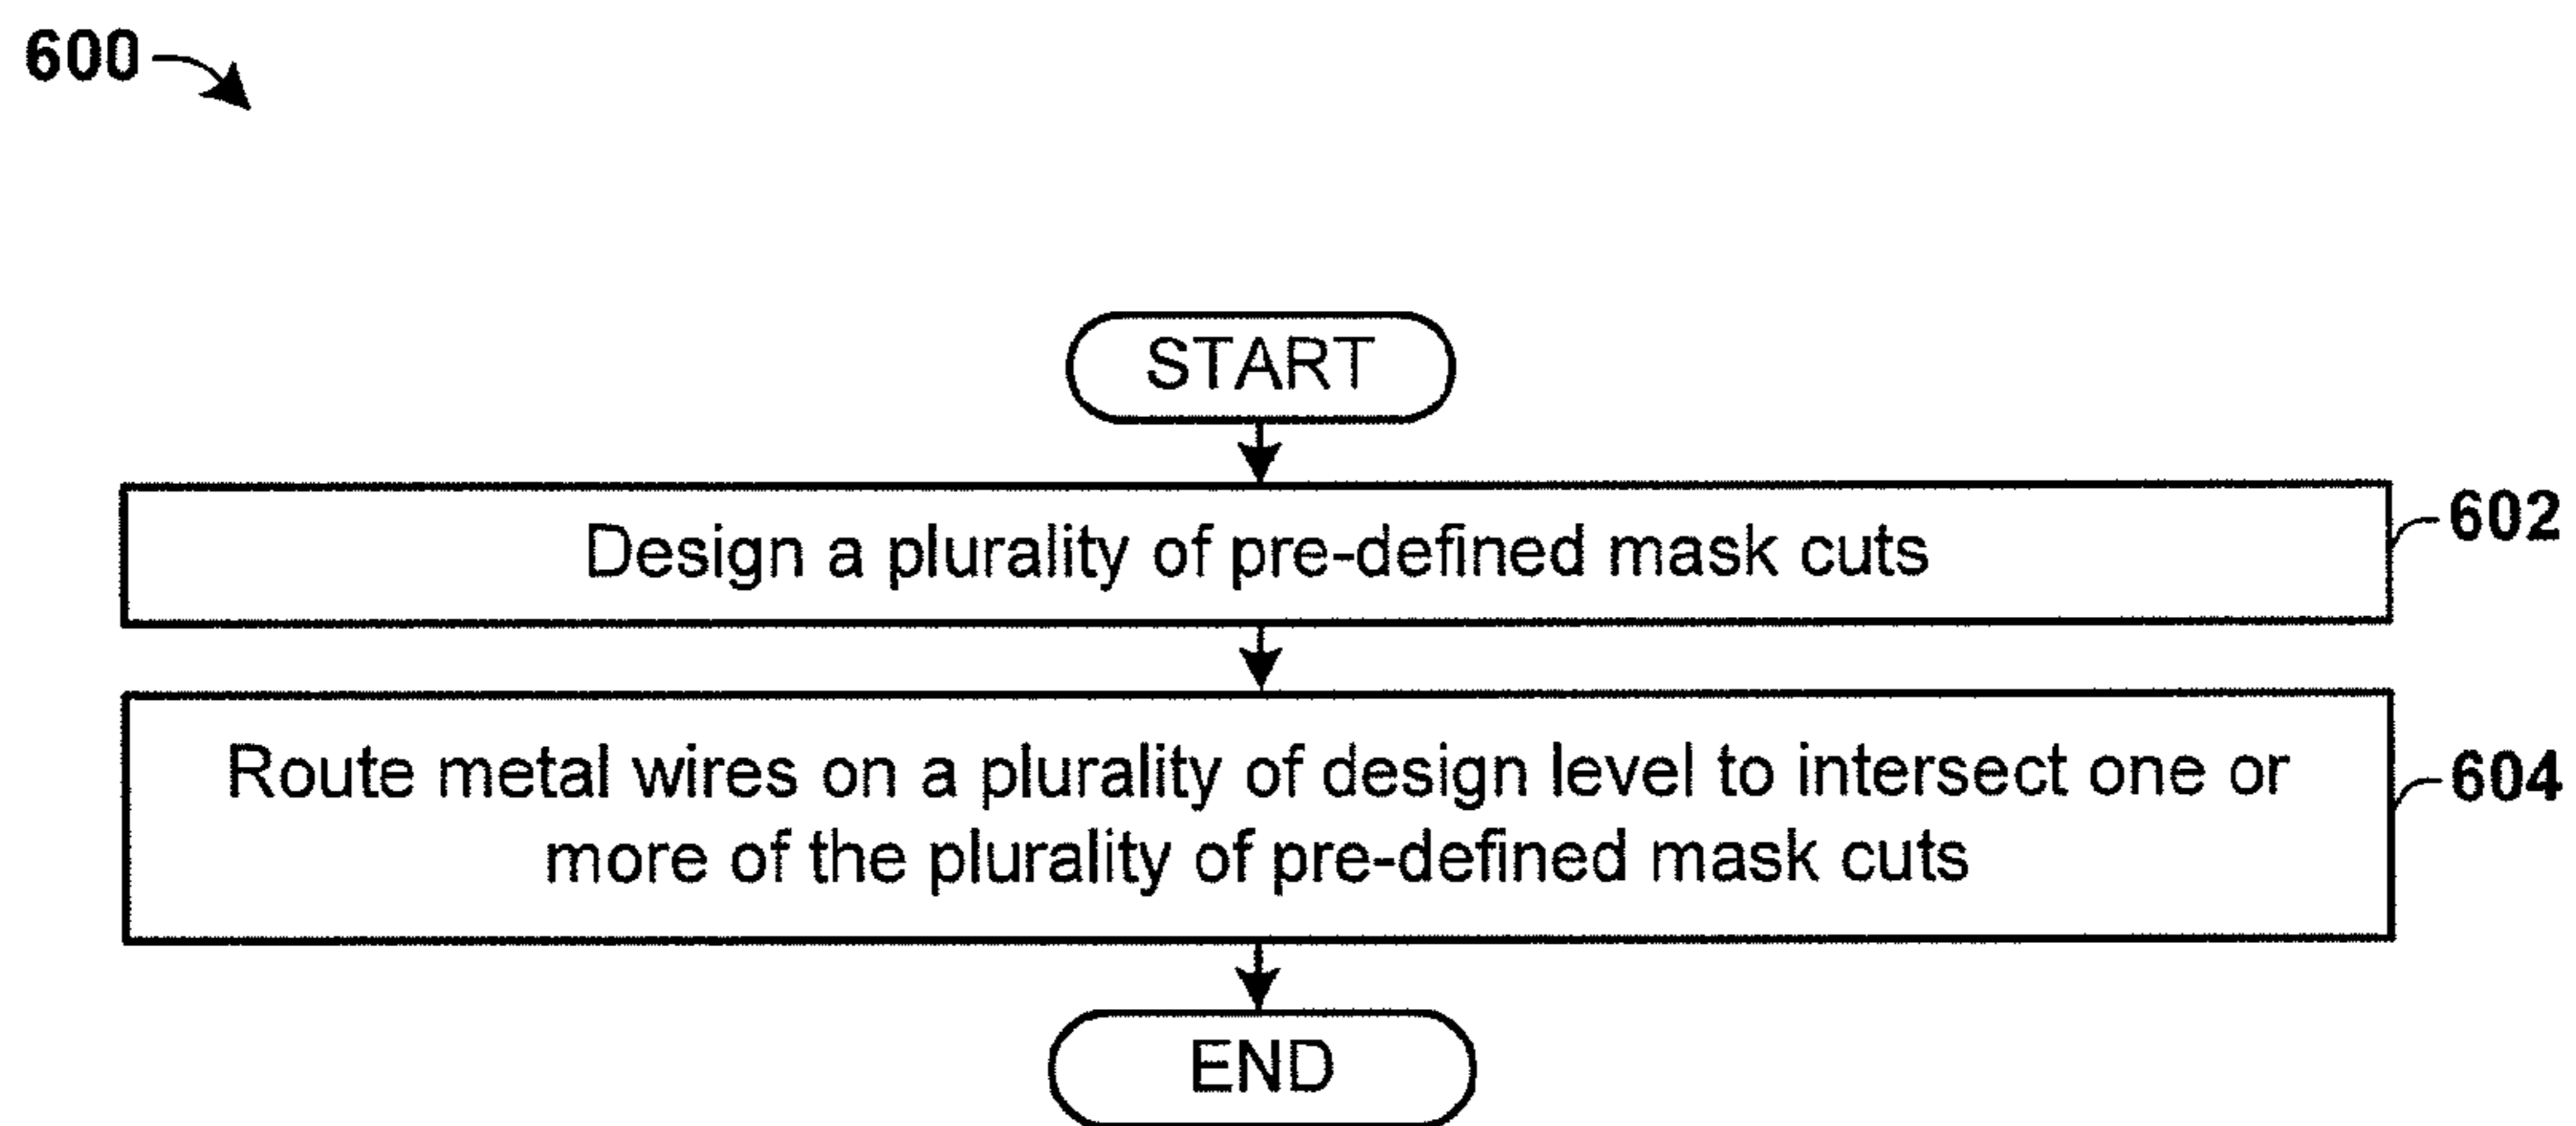 600
START
Design a plurality of pre-defined mask cuts
602
Route metal wires on a plurality of design level to intersect one or
more of the plurality of pre-defined mask cuts
604
END